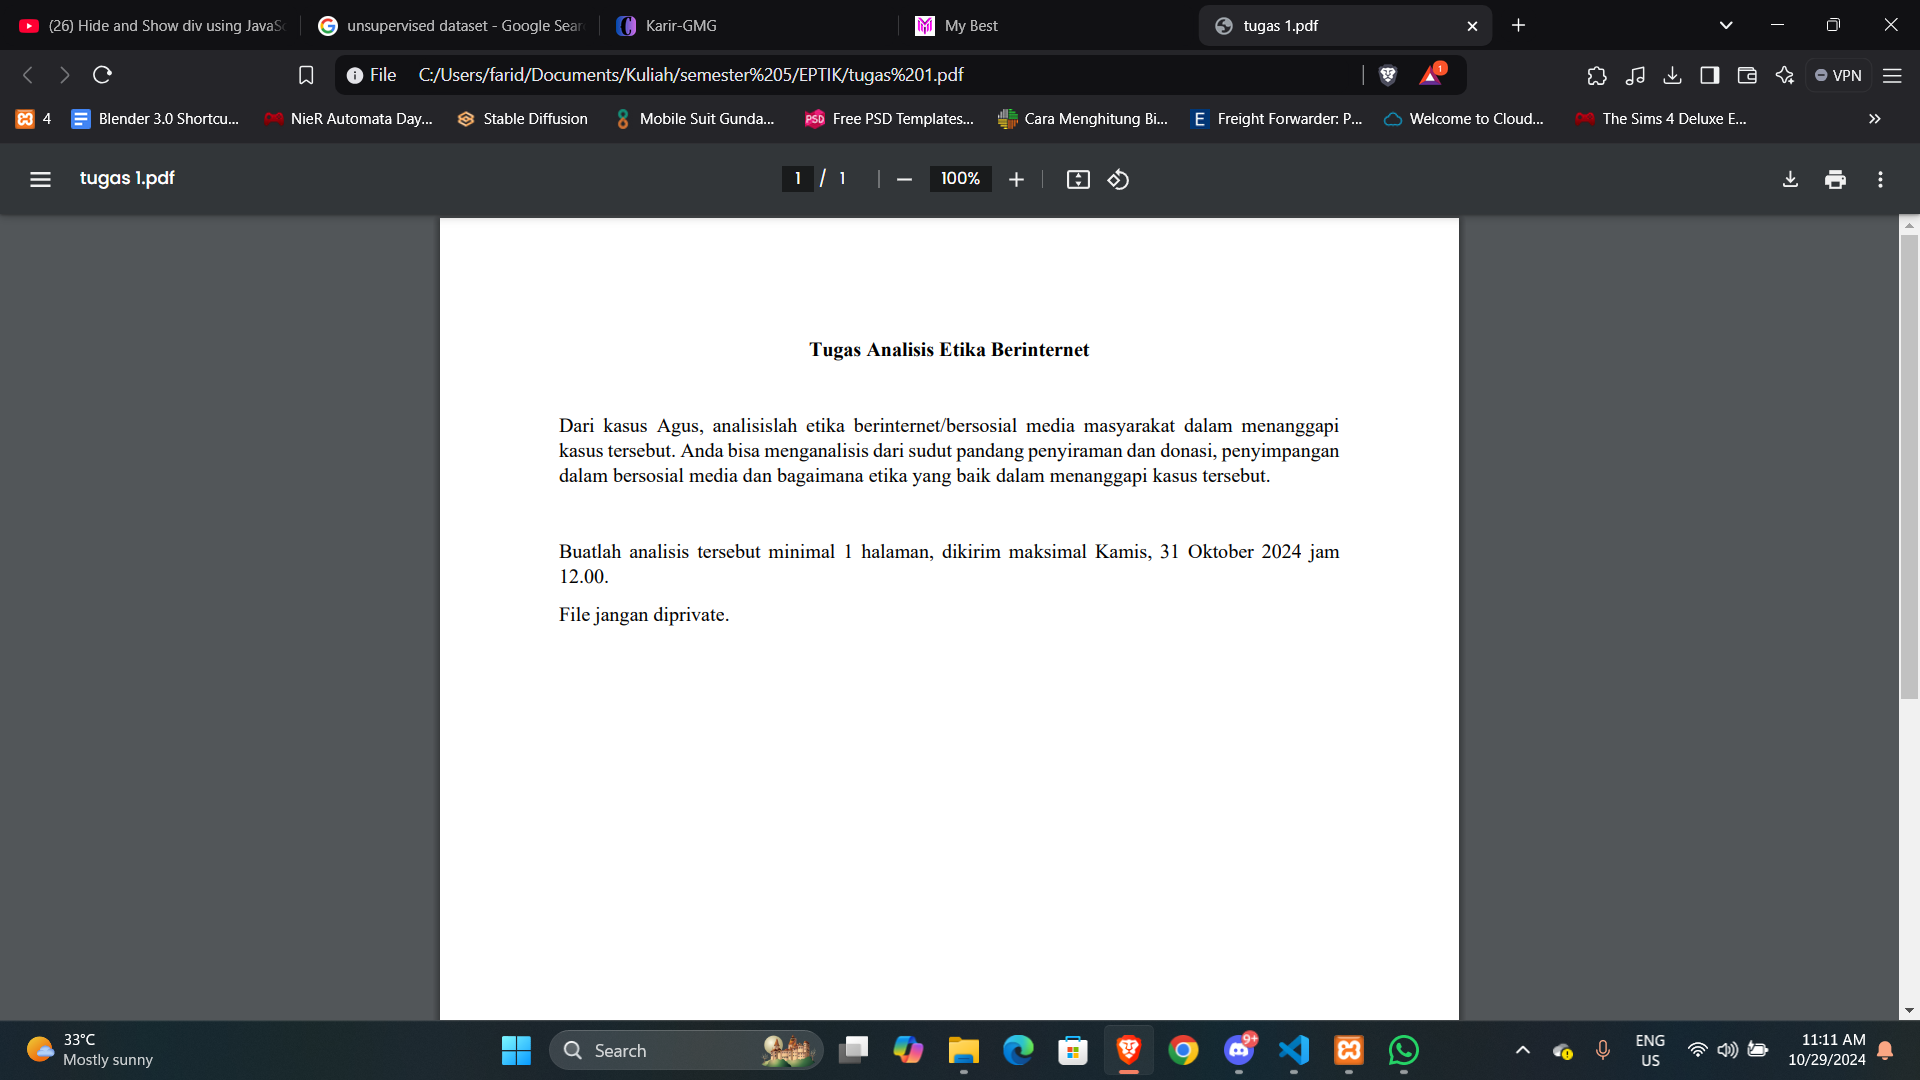 (26) Hide and Show div using JavaSc
unsupervised dataset - Google Sear
Karir-GMG
My Best
tugas 1.pdf
File
C:/Users/farid/Documents/Kuliah/semester%205/EPTIK/tugas%201.pdf
1
VPN
4
Blender 3.0 Shortcu...
NieR Automata Day...
Stable Diffusion
Mobile Suit Gunda...
PSD
Free PSD Templates...
Cara Menghitung Bi...
E
Freight Forwarder: P...
Welcome to Cloud...
The Sims 4 Deluxe E...
tugas 1.pdf
1 / 1
100%
Tugas Analisis Etika Berinternet
Dari kasus Agus, analisislah etika berinternet/bersosial media masyarakat dalam menanggapi
kasus tersebut. Anda bisa menganalisis dari sudut pandang penyiraman dan donasi, penyimpangan
dalam bersosial media dan bagaimana etika yang baik dalam menanggapi kasus tersebut.
Buatlah analisis tersebut minimal 1 halaman, dikirim maksimal Kamis, 31 Oktober 2024 jam
12.00.
File jangan diprivate.
33°C
Mostly sunny
Search
9+
ENG
US
11:11 AM
10/29/2024